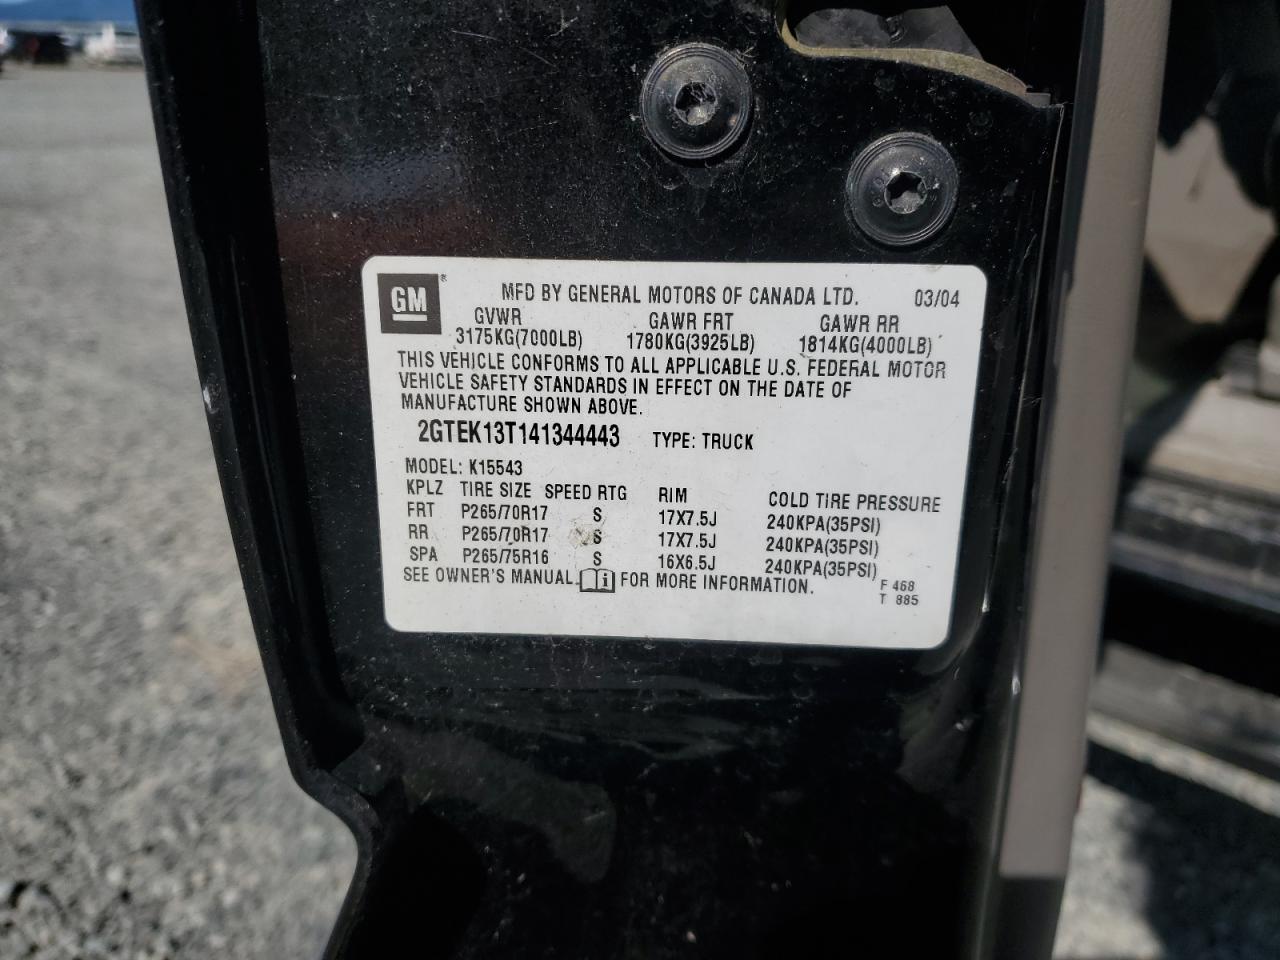 GM ® MFD BY GENERAL MOTORS OF CANADA LTD. 03/04
GVWR GAWR FRT GAWR RR
3175KG(7000LB) 1780KG(3925LB) 1814KG(4000LB)
THIS VEHICLE CONFORMS TO ALL APPLICABLE U.S. FEDERAL MOTOR
VEHICLE SAFETY STANDARDS IN EFFECT ON THE DATE OF
MANUFACTURE SHOWN ABOVE.
2GTEK13T141344443 TYPE: TRUCK
MODEL: K15543
KPLZ TIRE SIZE SPEED RTG RIM COLD TIRE PRESSURE
FRT P265/70R17 S 17X7.5J 240KPA(35PSI)
RR P265/70R17 S 17X7.5J 240KPA(35PSI)
SPA P265/75R16 S 16X6.5J 240KPA(35PSI)
SEE OWNER'S MANUAL. i FOR MORE INFORMATION. F 468
T 885